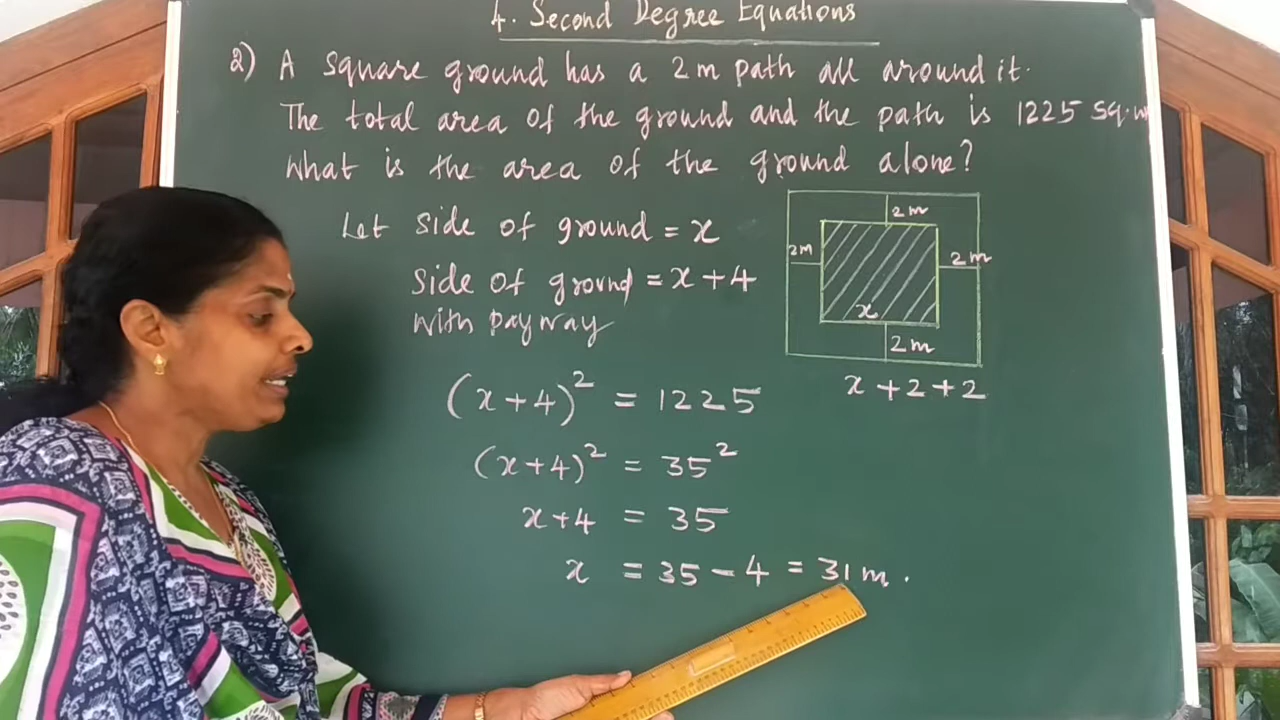 4. Second Degree Equations
2) A square ground has a 2m path all around it.
The total area of the ground and the path is 1225 sq.m
What is the area of the ground alone?
Let side of ground = x
Side of ground = x + 4
with payway
(x+4)² = 1225
(x+4)² = 35²
x+4 = 35
x = 35 - 4 = 31m.
2m
2m
2m
x
2m
x+2+2